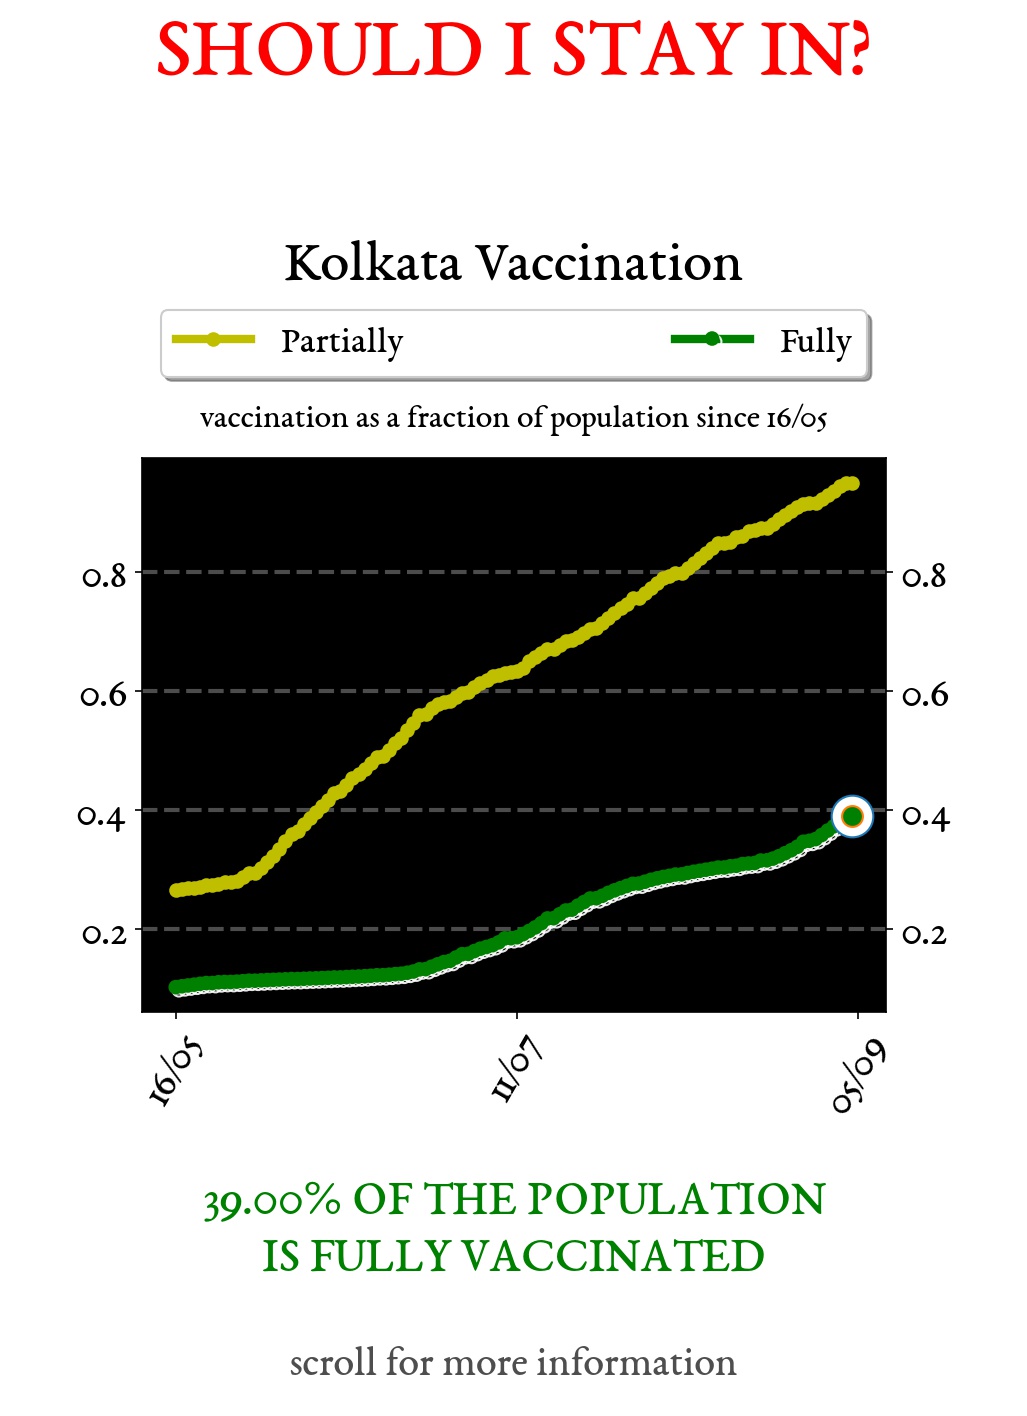 SHOULD I STAY IN?
Kolkata Vaccination
Partially Fully
vaccination as a fraction of population since 16/05
0.8 0.8
0.6 0.6
0.4 0.4
0.2 0.2
16/05 11/07 05/09
39.00% OF THE POPULATION
IS FULLY VACCINATED
scroll for more information